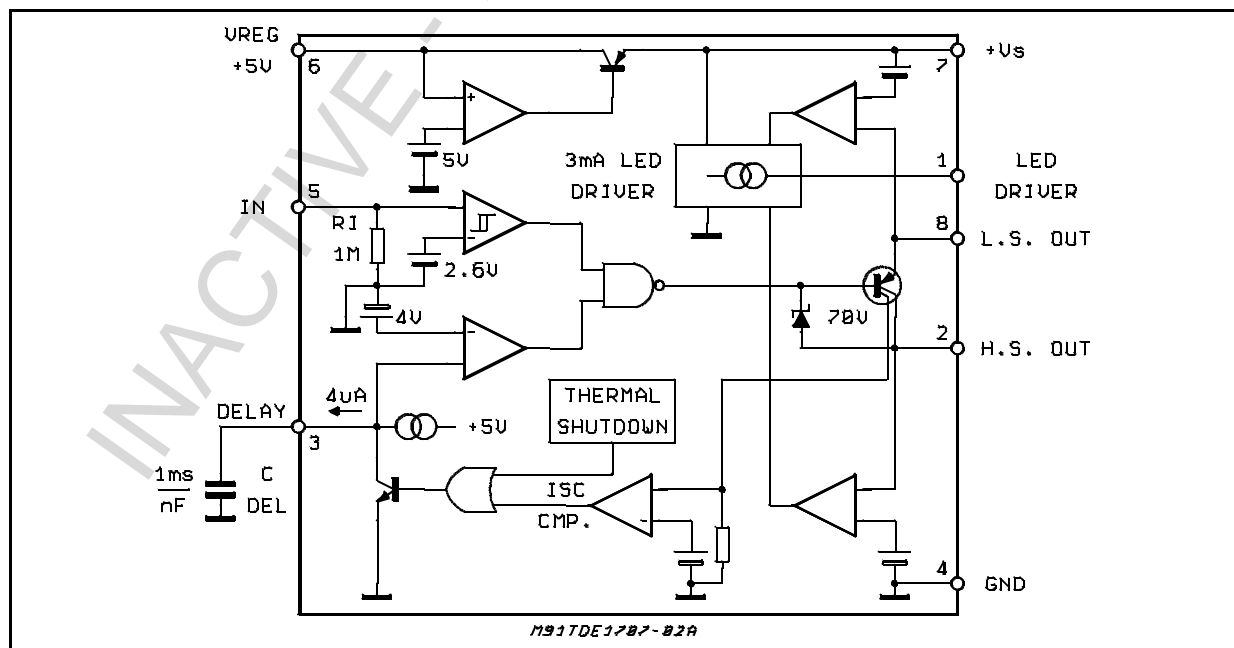 INACTIVE -
VREG
+5V
6
7
+Vs
+
5V
3mA LED
DRIVER
1
LED
DRIVER
5
IN
RI
1M
-
2.6V
8
L.S. OUT
4V
-
70V
2
H.S. OUT
4uA
DELAY
3
+5V
THERMAL
SHUTDOWN
1ms
nF
C
DEL
ISC
CMP.
-
4
GND
M91TDE1707-02A